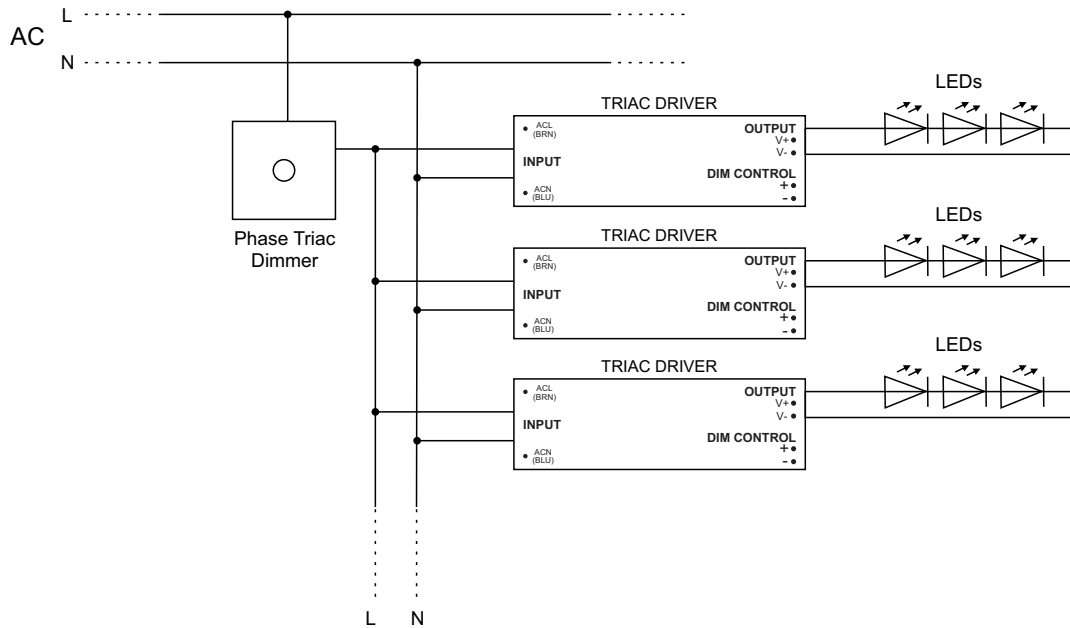 L
AC
N
Phase Triac
Dimmer
TRIAC DRIVER
ACL
(BRN)
INPUT
ACN
(BLU)
OUTPUT
V+
V-
DIM CONTROL
+
-
LEDs
TRIAC DRIVER
ACL
(BRN)
INPUT
ACN
(BLU)
OUTPUT
V+
V-
DIM CONTROL
+
-
LEDs
TRIAC DRIVER
ACL
(BRN)
INPUT
ACN
(BLU)
OUTPUT
V+
V-
DIM CONTROL
+
-
LEDs
L N